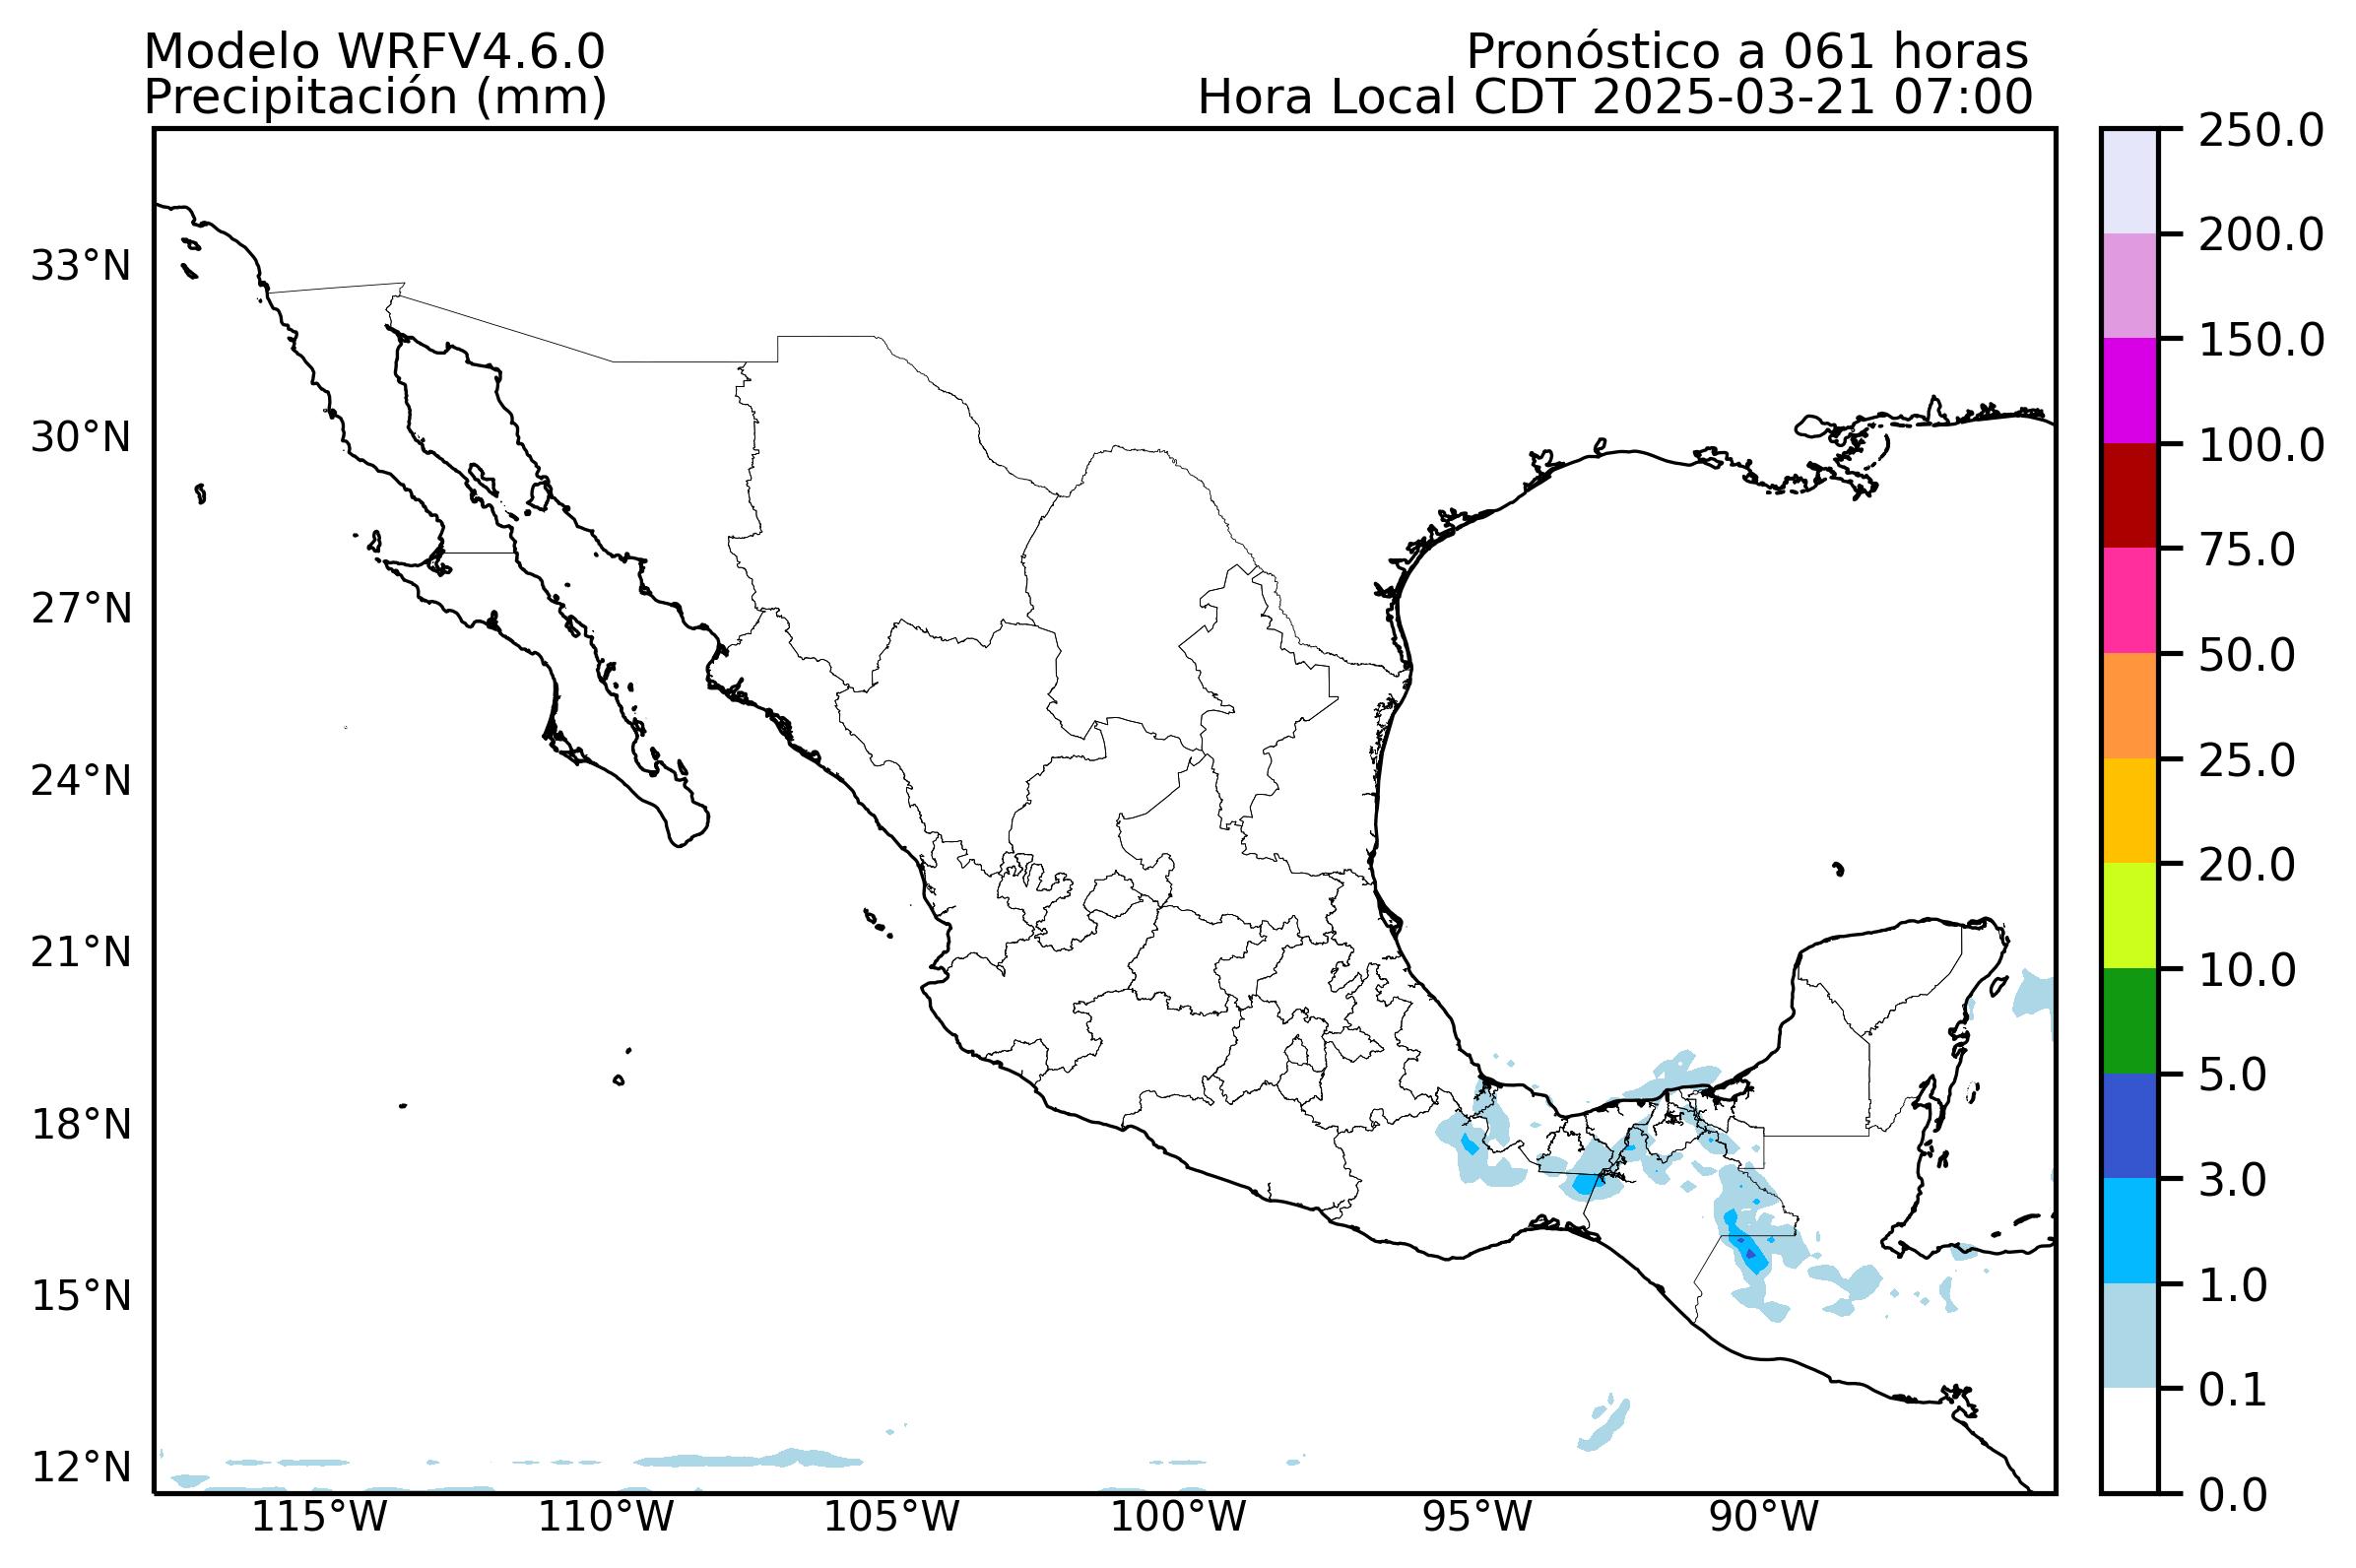 Modelo WRFV4.6.0
Precipitación (mm)
Pronóstico a 061 horas
Hora Local CDT 2025-03-21 07:00
33°N
30°N
27°N
24°N
21°N
18°N
15°N
12°N
115°W
110°W
105°W
100°W
95°W
90°W
250.0
200.0
150.0
100.0
75.0
50.0
25.0
20.0
10.0
5.0
3.0
1.0
0.1
0.0